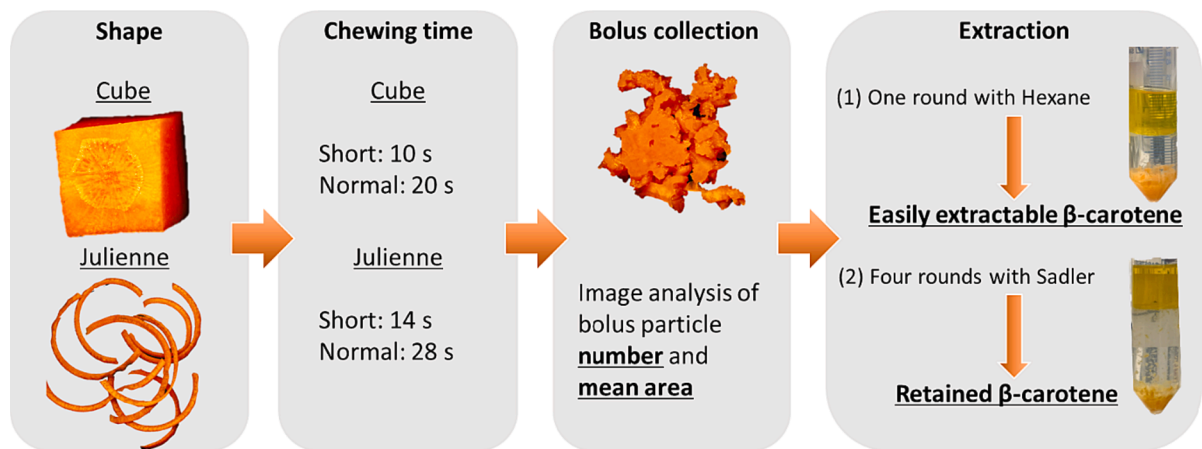 Shape
Cube
Julienne
Chewing time
Cube
Short: 10 s
Normal: 20 s
Julienne
Short: 14 s
Normal: 28 s
Bolus collection
Image analysis of
bolus particle
number and
mean area
Extraction
(1) One round with Hexane
Easily extractable β-carotene
(2) Four rounds with Sadler
Retained β-carotene